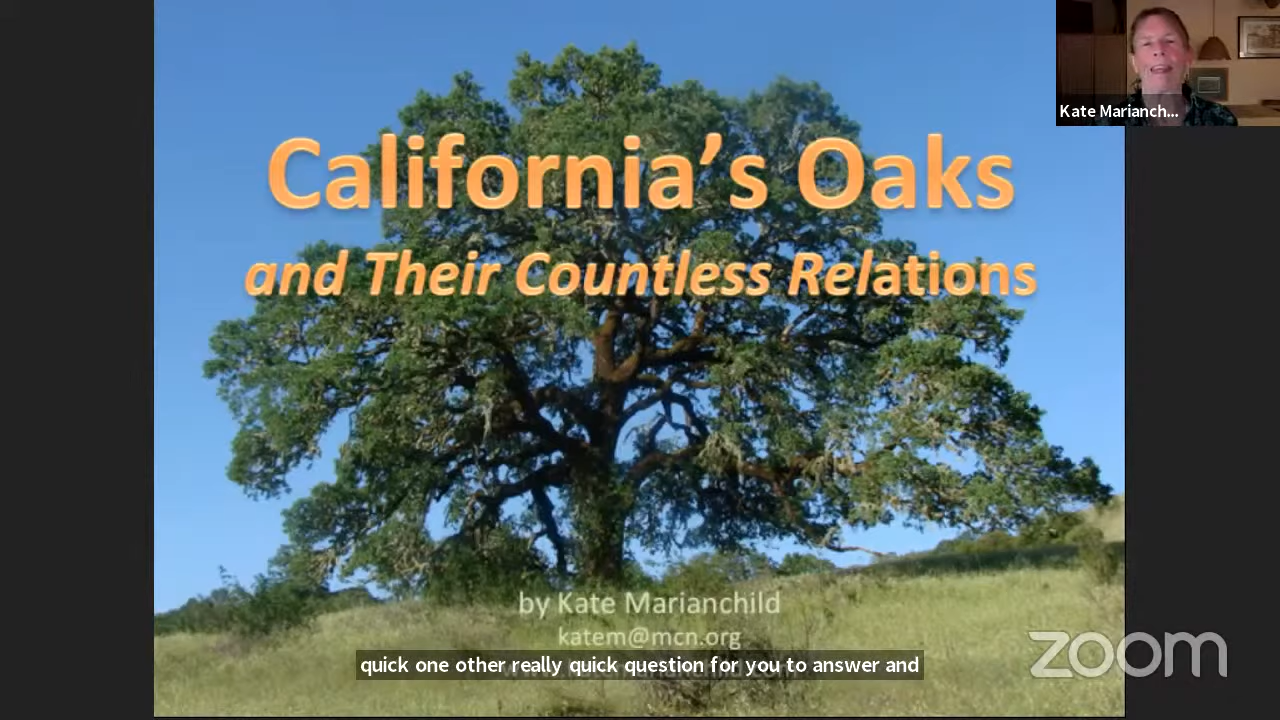 Kate Marianch...
California's Oaks
and Their Countless Relations
by Kate Marianchild
katem@mcn.org
quick one other really quick question for you to answer and
zoom